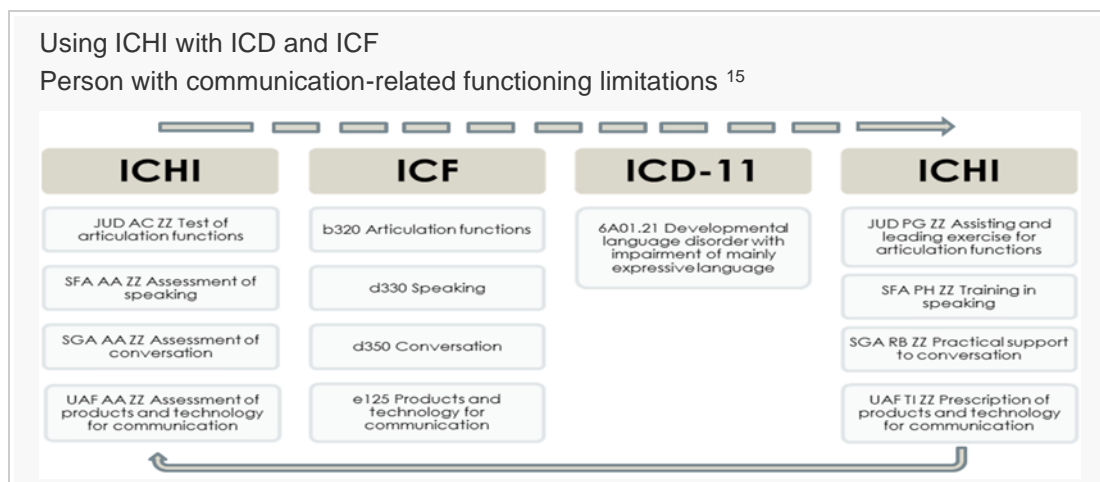 Using ICHI with ICD and ICF
Person with communication-related functioning limitations 15
ICHI
JUD AC ZZ Test of
articulation functions
SFA AA ZZ Assessment of
speaking
SGA AA ZZ Assessment of
conversation
UAF AA ZZ Assessment of
products and technology
for communication
ICF
b320 Articulation functions
d330 Speaking
d350 Conversation
e125 Products and
technology for
communication
ICD-11
6A01.21 Developmental
language disorder with
impairment of mainly
expressive language
ICHI
JUD PG ZZ Assisting and
leading exercise for
articulation functions
SFA PH ZZ Training in
speaking
SGA RB ZZ Practical support
to conversation
UAF TI ZZ Prescription of
products and technology
for communication